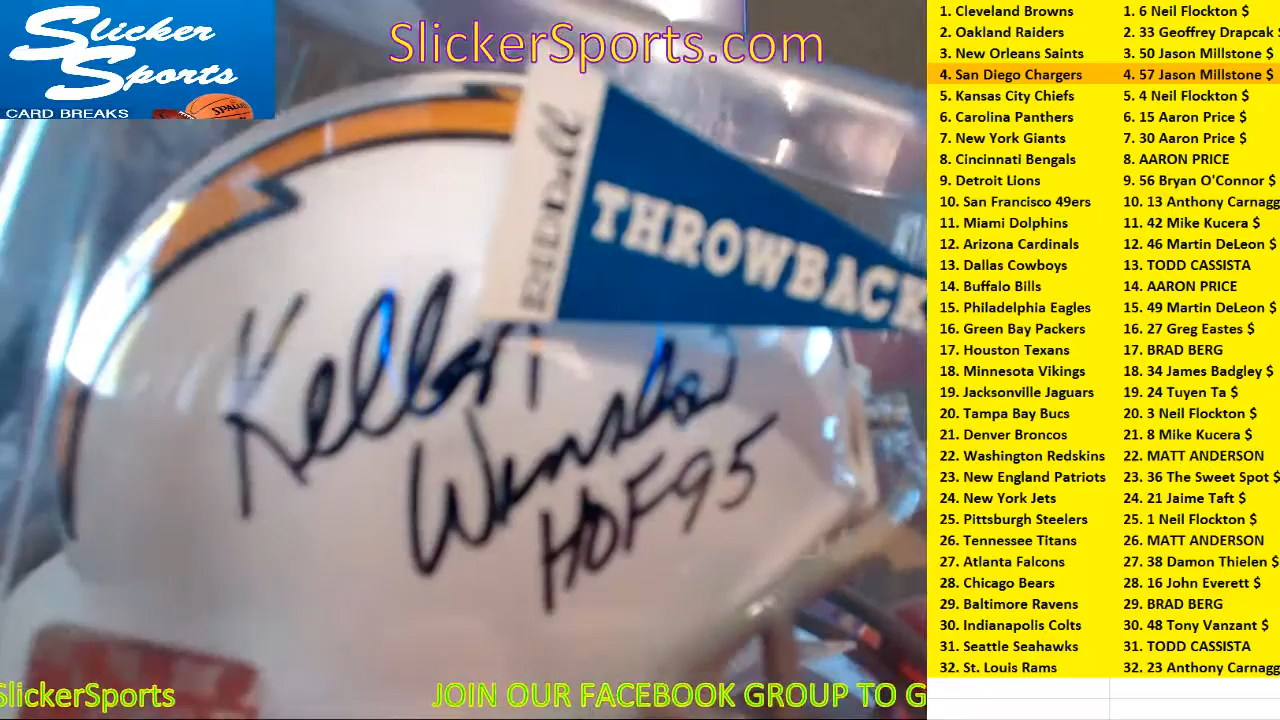 Slicker
Sports
CARD BREAKS
SPALDING
SlickerSports.com
Riddell
THROWBACK
Kellen
Winslow
HOF 95
SlickerSports
JOIN OUR FACEBOOK GROUP TO G
1. Cleveland Browns 1. 6 Neil Flockton $
2. Oakland Raiders 2. 33 Geoffrey Drapcak $
3. New Orleans Saints 3. 50 Jason Millstone $
4. San Diego Chargers 4. 57 Jason Millstone $
5. Kansas City Chiefs 5. 4 Neil Flockton $
6. Carolina Panthers 6. 15 Aaron Price $
7. New York Giants 7. 30 Aaron Price $
8. Cincinnati Bengals 8. AARON PRICE
9. Detroit Lions 9. 56 Bryan O'Connor $
10. San Francisco 49ers 10. 13 Anthony Carnagg
11. Miami Dolphins 11. 42 Mike Kucera $
12. Arizona Cardinals 12. 46 Martin DeLeon $
13. Dallas Cowboys 13. TODD CASSISTA
14. Buffalo Bills 14. AARON PRICE
15. Philadelphia Eagles 15. 49 Martin DeLeon $
16. Green Bay Packers 16. 27 Greg Eastes $
17. Houston Texans 17. BRAD BERG
18. Minnesota Vikings 18. 34 James Badgley $
19. Jacksonville Jaguars 19. 24 Tuyen Ta $
20. Tampa Bay Bucs 20. 3 Neil Flockton $
21. Denver Broncos 21. 8 Mike Kucera $
22. Washington Redskins 22. MATT ANDERSON
23. New England Patriots 23. 36 The Sweet Spot $
24. New York Jets 24. 21 Jaime Taft $
25. Pittsburgh Steelers 25. 1 Neil Flockton $
26. Tennessee Titans 26. MATT ANDERSON
27. Atlanta Falcons 27. 38 Damon Thielen $
28. Chicago Bears 28. 16 John Everett $
29. Baltimore Ravens 29. BRAD BERG
30. Indianapolis Colts 30. 48 Tony Vanzant $
31. Seattle Seahawks 31. TODD CASSISTA
32. St. Louis Rams 32. 23 Anthony Carnagg